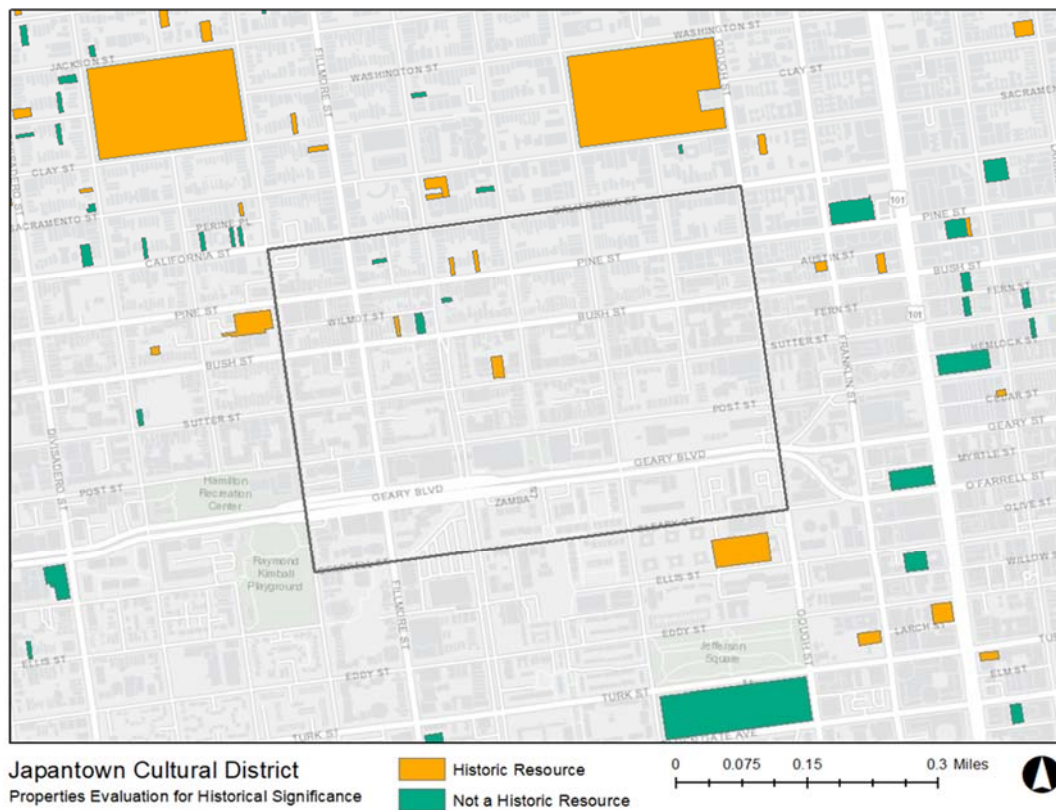 WASHINGTON ST
JACKSON ST
FILLMORE ST
WASHINGTON ST
GOUGH ST
CLAY ST
SACRAMENTO
CLAY ST
101
SACRAMENTO ST
PERINE PL
CALIFORNIA ST
CALIFORNIA ST
PINE ST
AUSTIN ST
PINE ST
BUSH ST
PINE ST
WILMOT ST
BUSH ST
FERN ST
FERN ST
101
BUSH ST
SUTTER ST
FRANKLIN ST
HEMLOCK ST
SUTTER ST
POST ST
CEDAR ST
DIVISADERO ST
GEARY ST
MYRTLE ST
GEARY BLVD
O'FARRELL ST
POST ST
Hamilton
Recreation
Center
GEARY BLVD
OLIVE ST
Raymond
Kimball
Playground
ELLIS ST
WILLOW
FILLMORE ST
GOUGH ST
EDDY ST
LARCH ST
ELLIS ST
Jefferson
Square
EDDY ST
ELM ST
TURK ST
TURK ST
Japantown Cultural District
Properties Evaluation for Historical Significance
Historic Resource
Not a Historic Resource
0 0.075 0.15 0.3 Miles